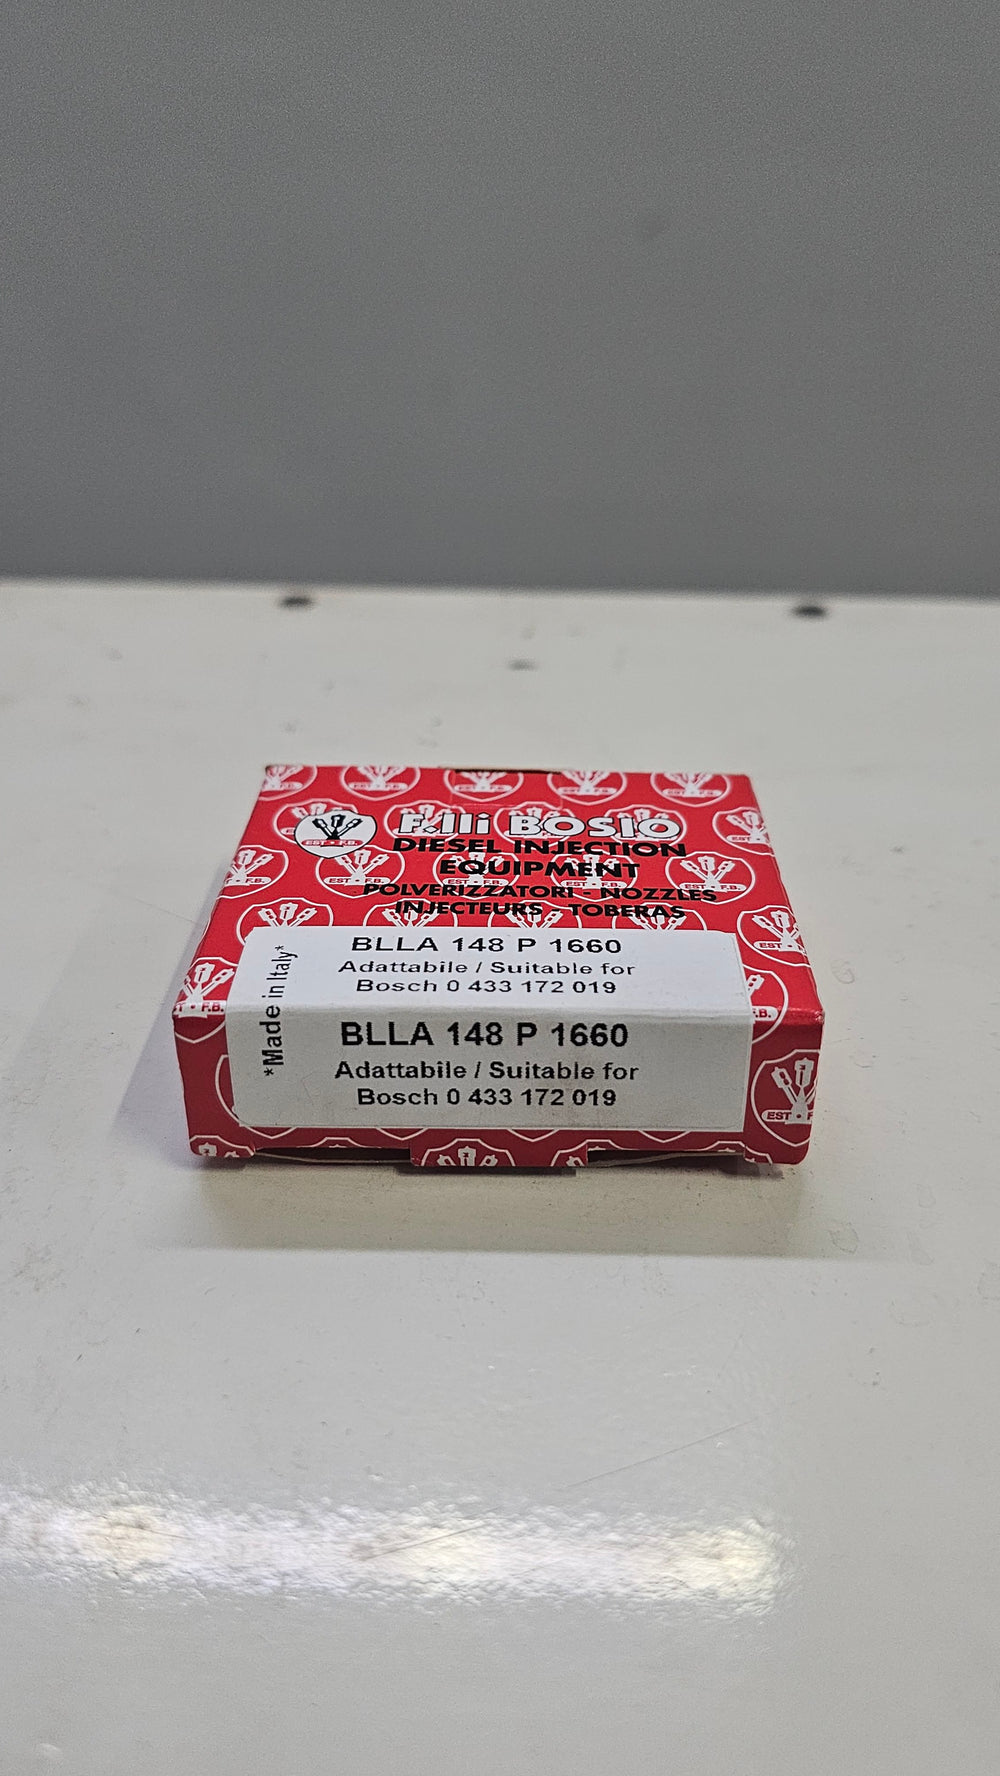 F.lli BOSIO
DIESEL INJECTION
EQUIPMENT
POLVERIZZATORI - NOZZLES
INJECTEURS - TOBERAS
EST • F.B.
*Made in Italy*
BLLA 148 P 1660
Adattabile / Suitable for
Bosch 0 433 172 019
BLLA 148 P 1660
Adattabile / Suitable for
Bosch 0 433 172 019